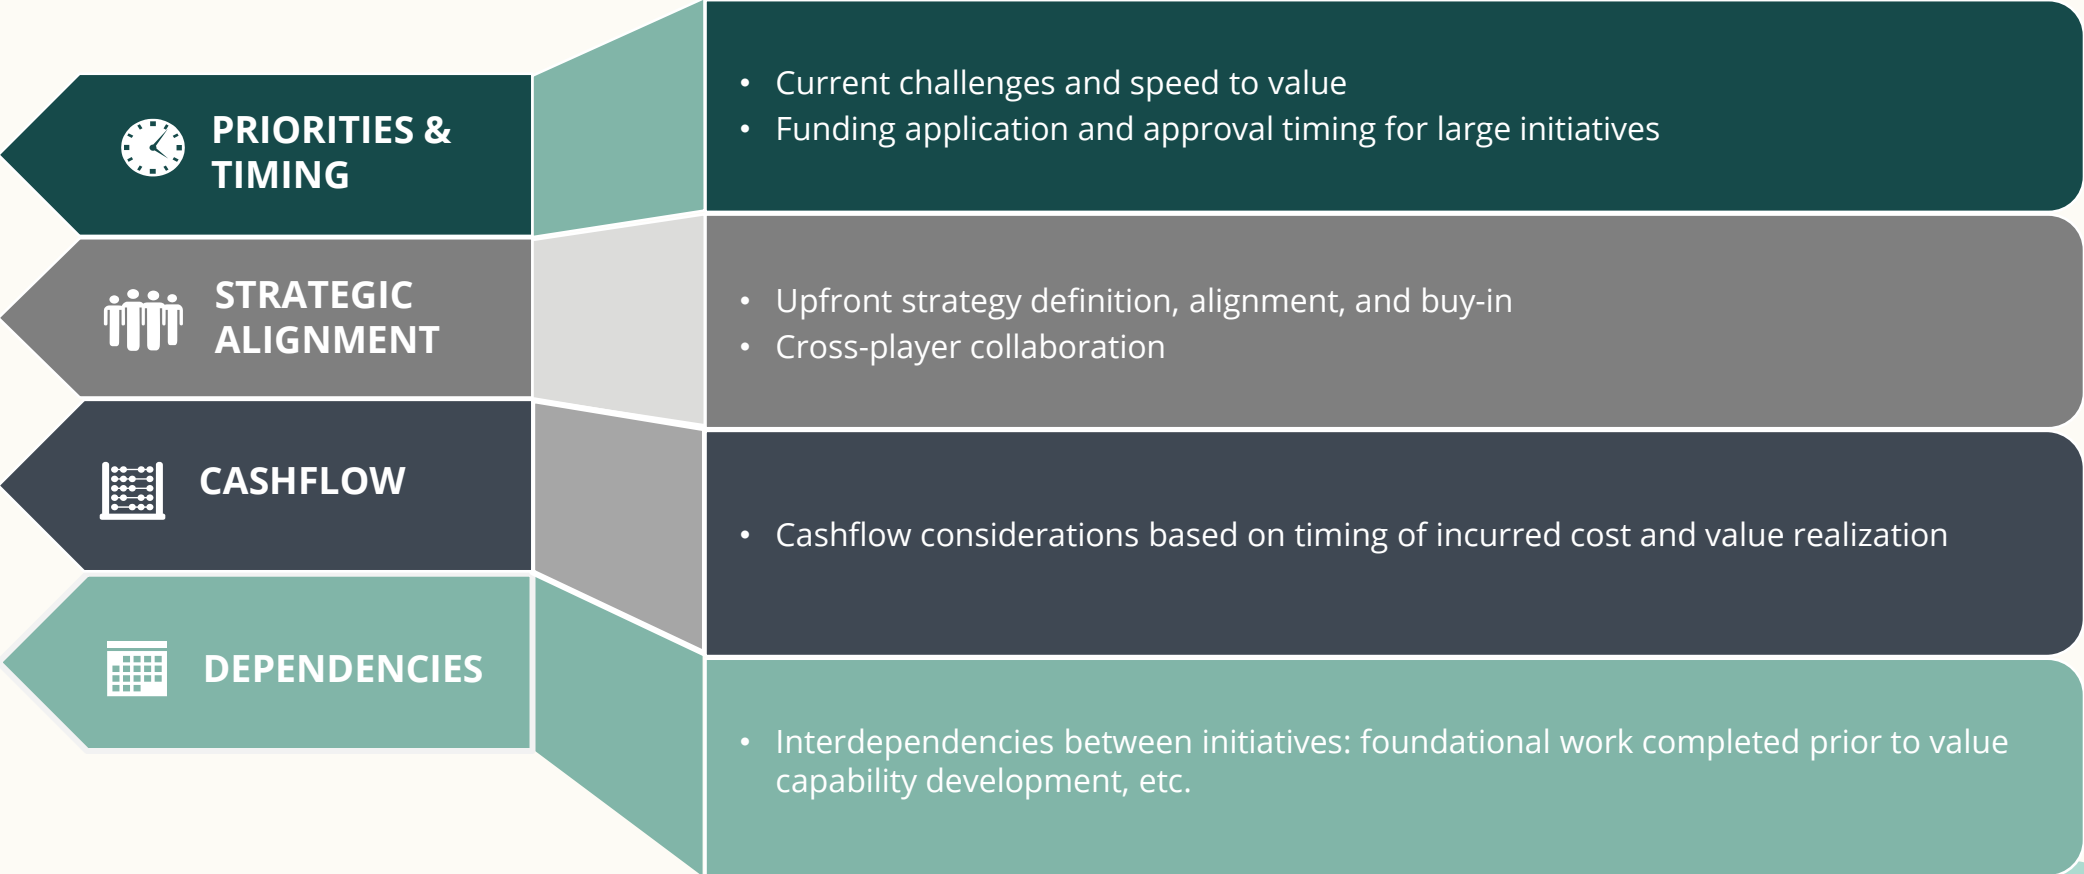 PRIORITIES &
TIMING
• Current challenges and speed to value
• Funding application and approval timing for large initiatives
STRATEGIC
ALIGNMENT
• Upfront strategy definition, alignment, and buy-in
• Cross-player collaboration
CASHFLOW
• Cashflow considerations based on timing of incurred cost and value realization
DEPENDENCIES
• Interdependencies between initiatives: foundational work completed prior to value
capability development, etc.